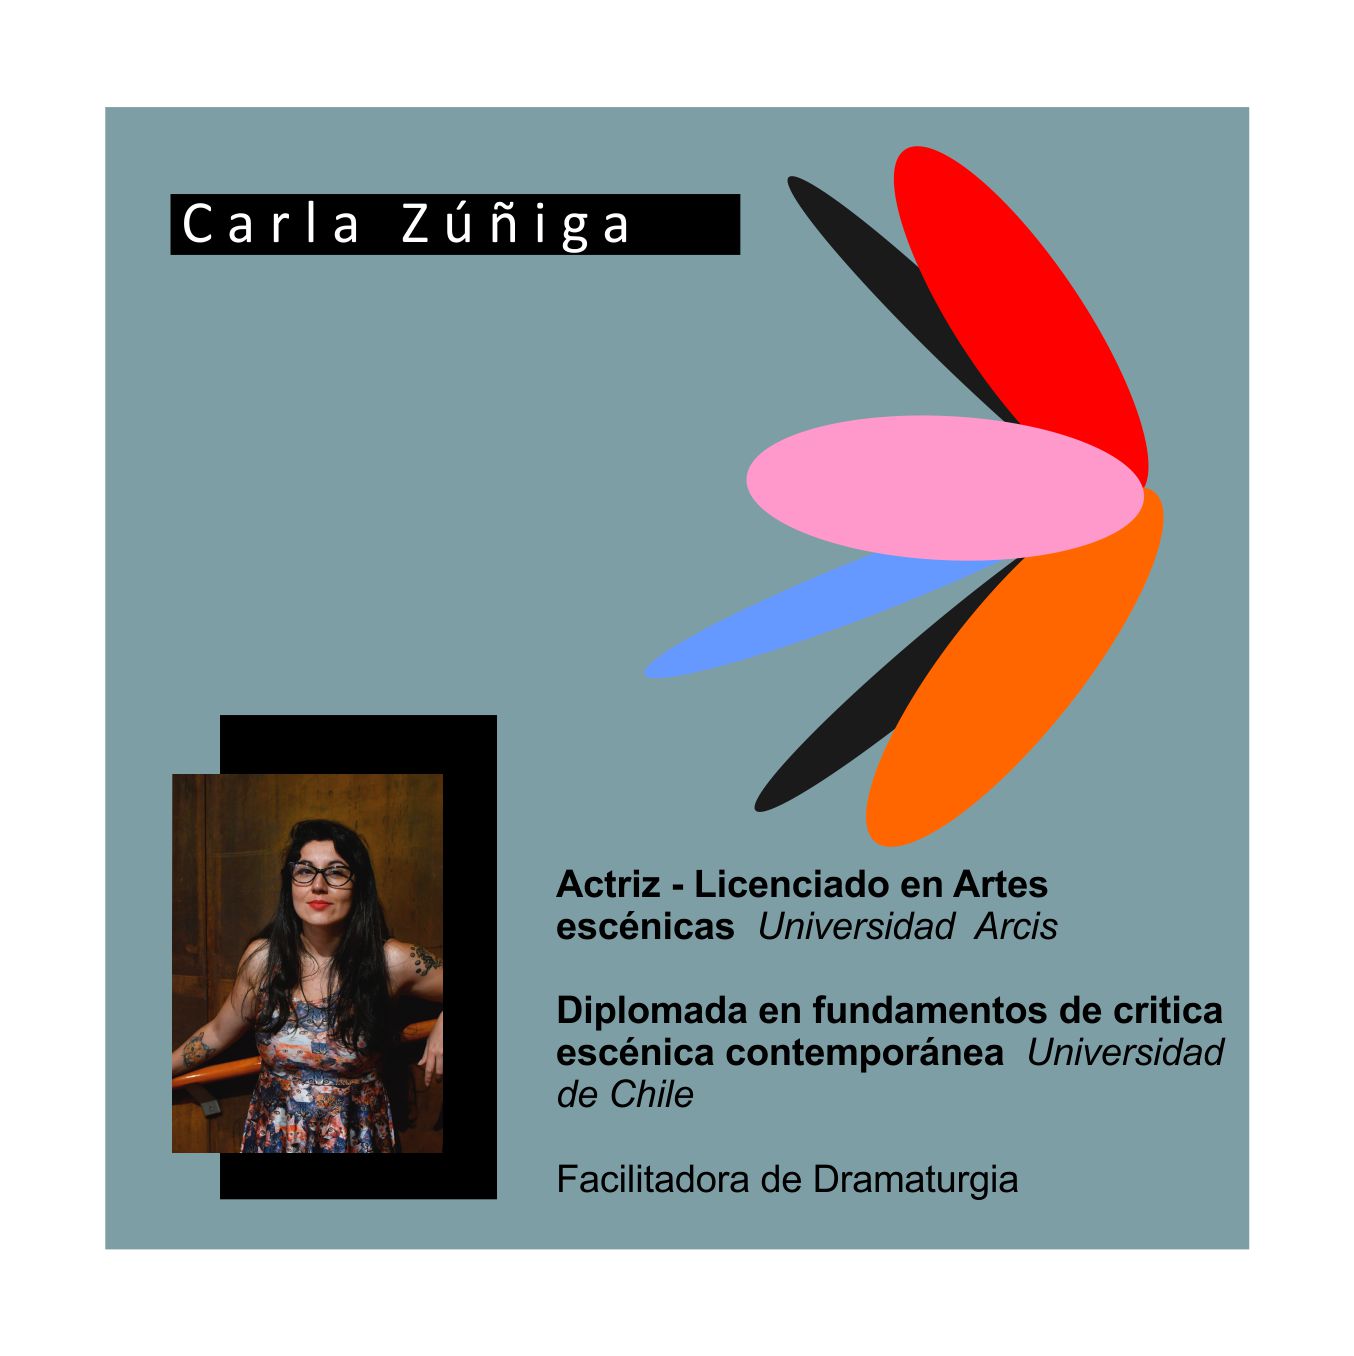 Carla Zúñiga
Actriz - Licenciado en Artes
escénicas Universidad Arcis
Diplomada en fundamentos de critica
escénica contemporánea Universidad
de Chile
Facilitadora de Dramaturgia